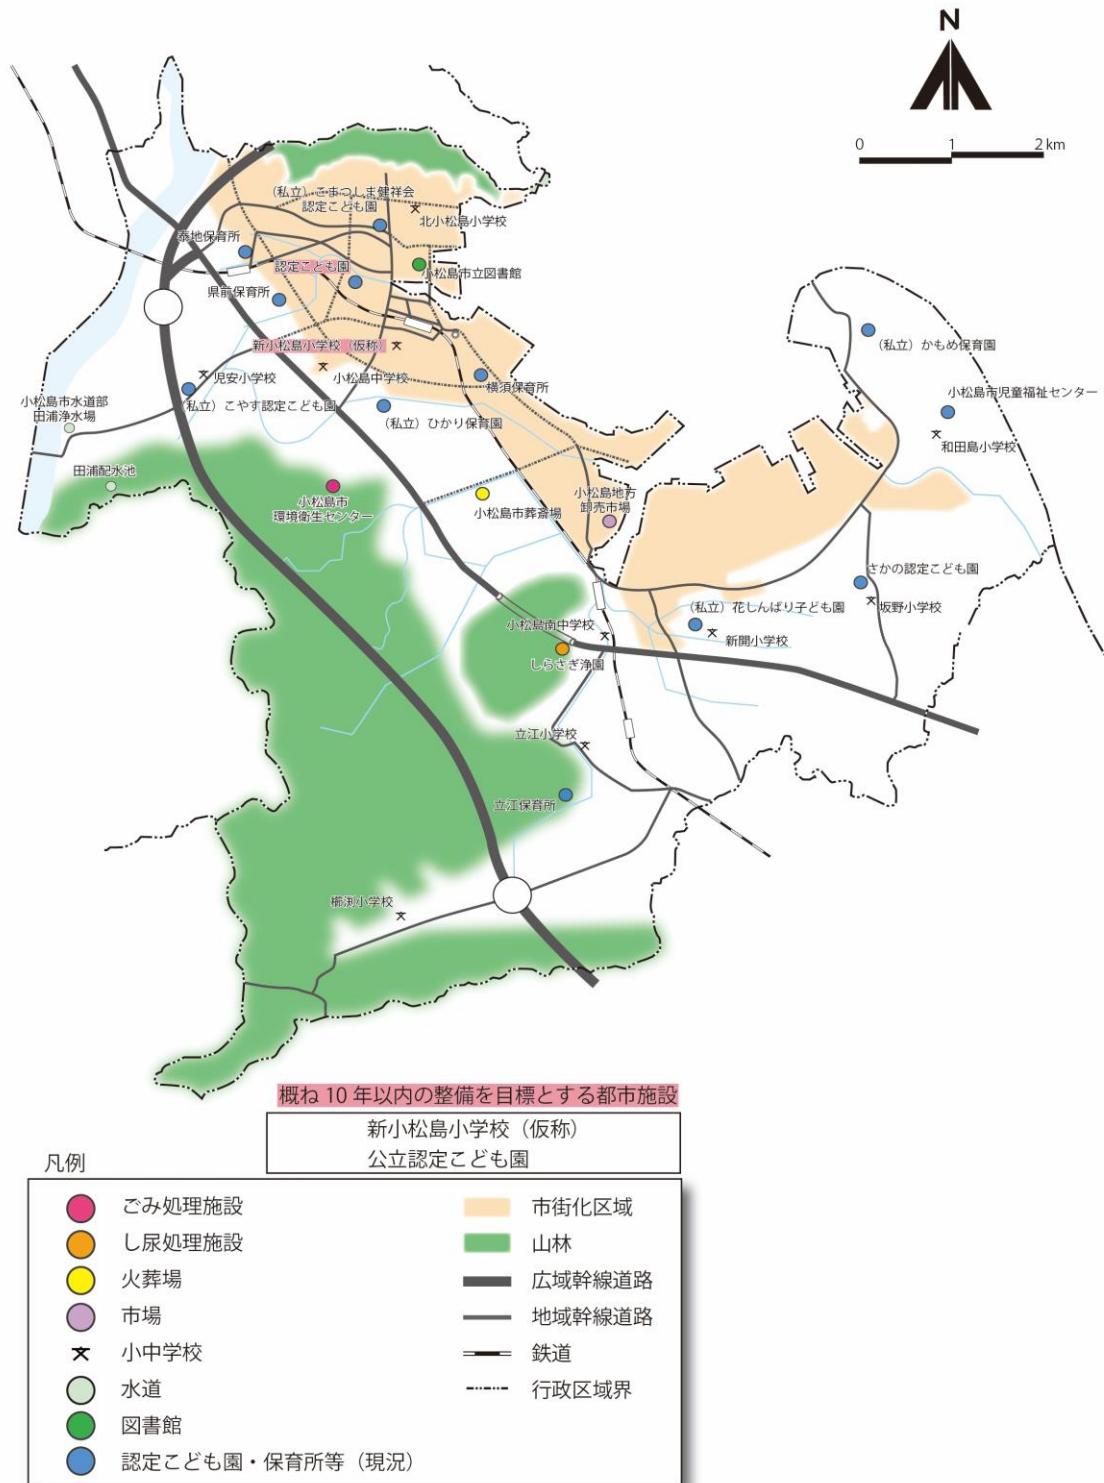 N
0
1
2 km
(私立)こまつしま健祥会
認定こども園
北小松島小学校
泰地保育所
認定こども園
小松島市立図書館
県前保育所
新小松島小学校(仮称)
児安小学校
小松島中学校
横須保育所
(私立)かもめ保育園
小松島市水道部
田浦浄水場
(私立)こやす認定こども園
(私立)ひかり保育園
小松島市児童福祉センター
和田島小学校
田浦配水池
小松島市
環境衛生センター
小松島市葬斎場
小松島地方
卸売市場
さかの認定こども園
(私立)花しんばり子ども園
坂野小学校
小松島南中学校
新開小学校
しらさぎ浄園
立江小学校
立江保育所
櫛渕小学校
概ね 10 年以内の整備を目標とする都市施設
新小松島小学校(仮称)
公立認定こども園
凡例
ごみ処理施設
し尿処理施設
火葬場
市場
小中学校
水道
図書館
認定こども園・保育所等(現況)
市街化区域
山林
広域幹線道路
地域幹線道路
鉄道
行政区域界